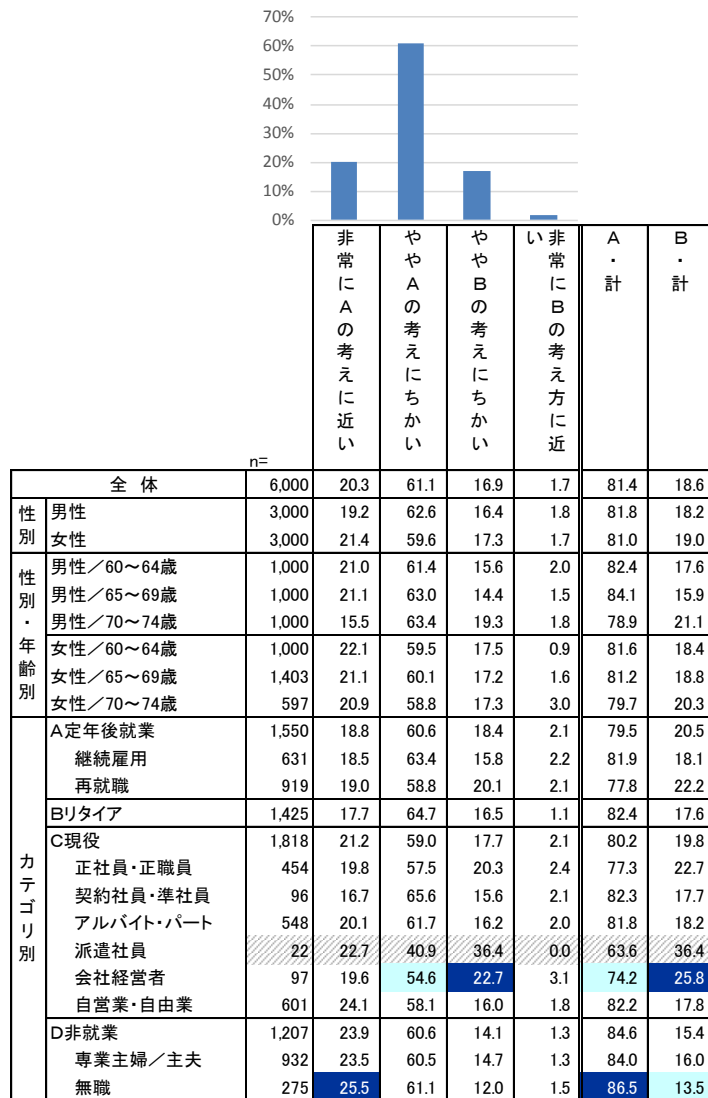 70%
60%
50%
40%
30%
20%
10%
0%
n= 非常にAの考えに近い ややAの考えにちかい ややBの考えにちかい 非常にBの考え方に近い A・計 B・計
全 体 6,000 20.3 61.1 16.9 1.7 81.4 18.6
性別
男性 3,000 19.2 62.6 16.4 1.8 81.8 18.2
女性 3,000 21.4 59.6 17.3 1.7 81.0 19.0
性別・年齢別
男性／60～64歳 1,000 21.0 61.4 15.6 2.0 82.4 17.6
男性／65～69歳 1,000 21.1 63.0 14.4 1.5 84.1 15.9
男性／70～74歳 1,000 15.5 63.4 19.3 1.8 78.9 21.1
女性／60～64歳 1,000 22.1 59.5 17.5 0.9 81.6 18.4
女性／65～69歳 1,403 21.1 60.1 17.2 1.6 81.2 18.8
女性／70～74歳 597 20.9 58.8 17.3 3.0 79.7 20.3
カテゴリ別
A定年後就業 1,550 18.8 60.6 18.4 2.1 79.5 20.5
継続雇用 631 18.5 63.4 15.8 2.2 81.9 18.1
再就職 919 19.0 58.8 20.1 2.1 77.8 22.2
Bリタイア 1,425 17.7 64.7 16.5 1.1 82.4 17.6
C現役 1,818 21.2 59.0 17.7 2.1 80.2 19.8
正社員・正職員 454 19.8 57.5 20.3 2.4 77.3 22.7
契約社員・準社員 96 16.7 65.6 15.6 2.1 82.3 17.7
アルバイト・パート 548 20.1 61.7 16.2 2.0 81.8 18.2
派遣社員 22 22.7 40.9 36.4 0.0 63.6 36.4
会社経営者 97 19.6 54.6 22.7 3.1 74.2 25.8
自営業・自由業 601 24.1 58.1 16.0 1.8 82.2 17.8
D非就業 1,207 23.9 60.6 14.1 1.3 84.6 15.4
専業主婦／主夫 932 23.5 60.5 14.7 1.3 84.0 16.0
無職 275 25.5 61.1 12.0 1.5 86.5 13.5